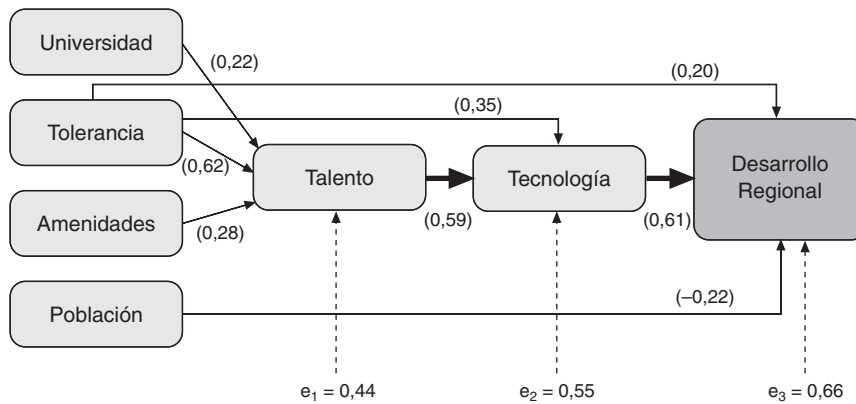 Universidad
(0,22)
(0,20)
Tolerancia
(0,35)
(0,62)
Talento
Tecnología
Desarrollo
Regional
Amenidades
(0,28)
(0,59)
(0,61)
Población
(–0,22)
e₁ = 0,44
e₂ = 0,55
e₃ = 0,66